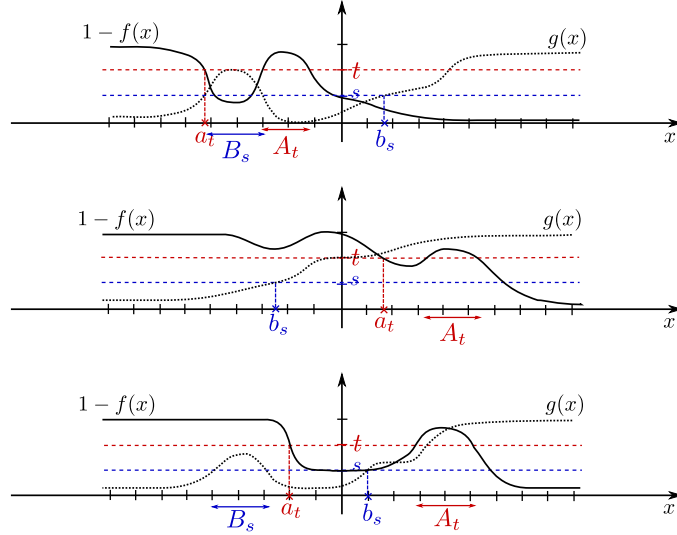 1 − f(x) g(x)
t
s
a_t A_t b_s x
B_s
1 − f(x) g(x)
t
s
b_s a_t A_t x
1 − f(x) g(x)
t
s
B_s a_t b_s A_t x